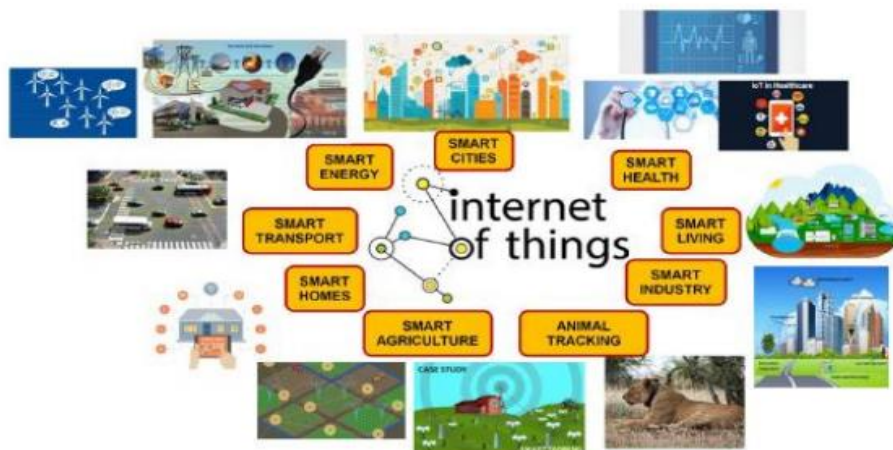 IoT in Healthcare
SMART
CITIES
SMART
ENERGY
SMART
HEALTH
SMART
TRANSPORT
internet
of things
SMART
LIVING
SMART
HOMES
SMART
INDUSTRY
SMART
AGRICULTURE
ANIMAL
TRACKING
CASE STUDY